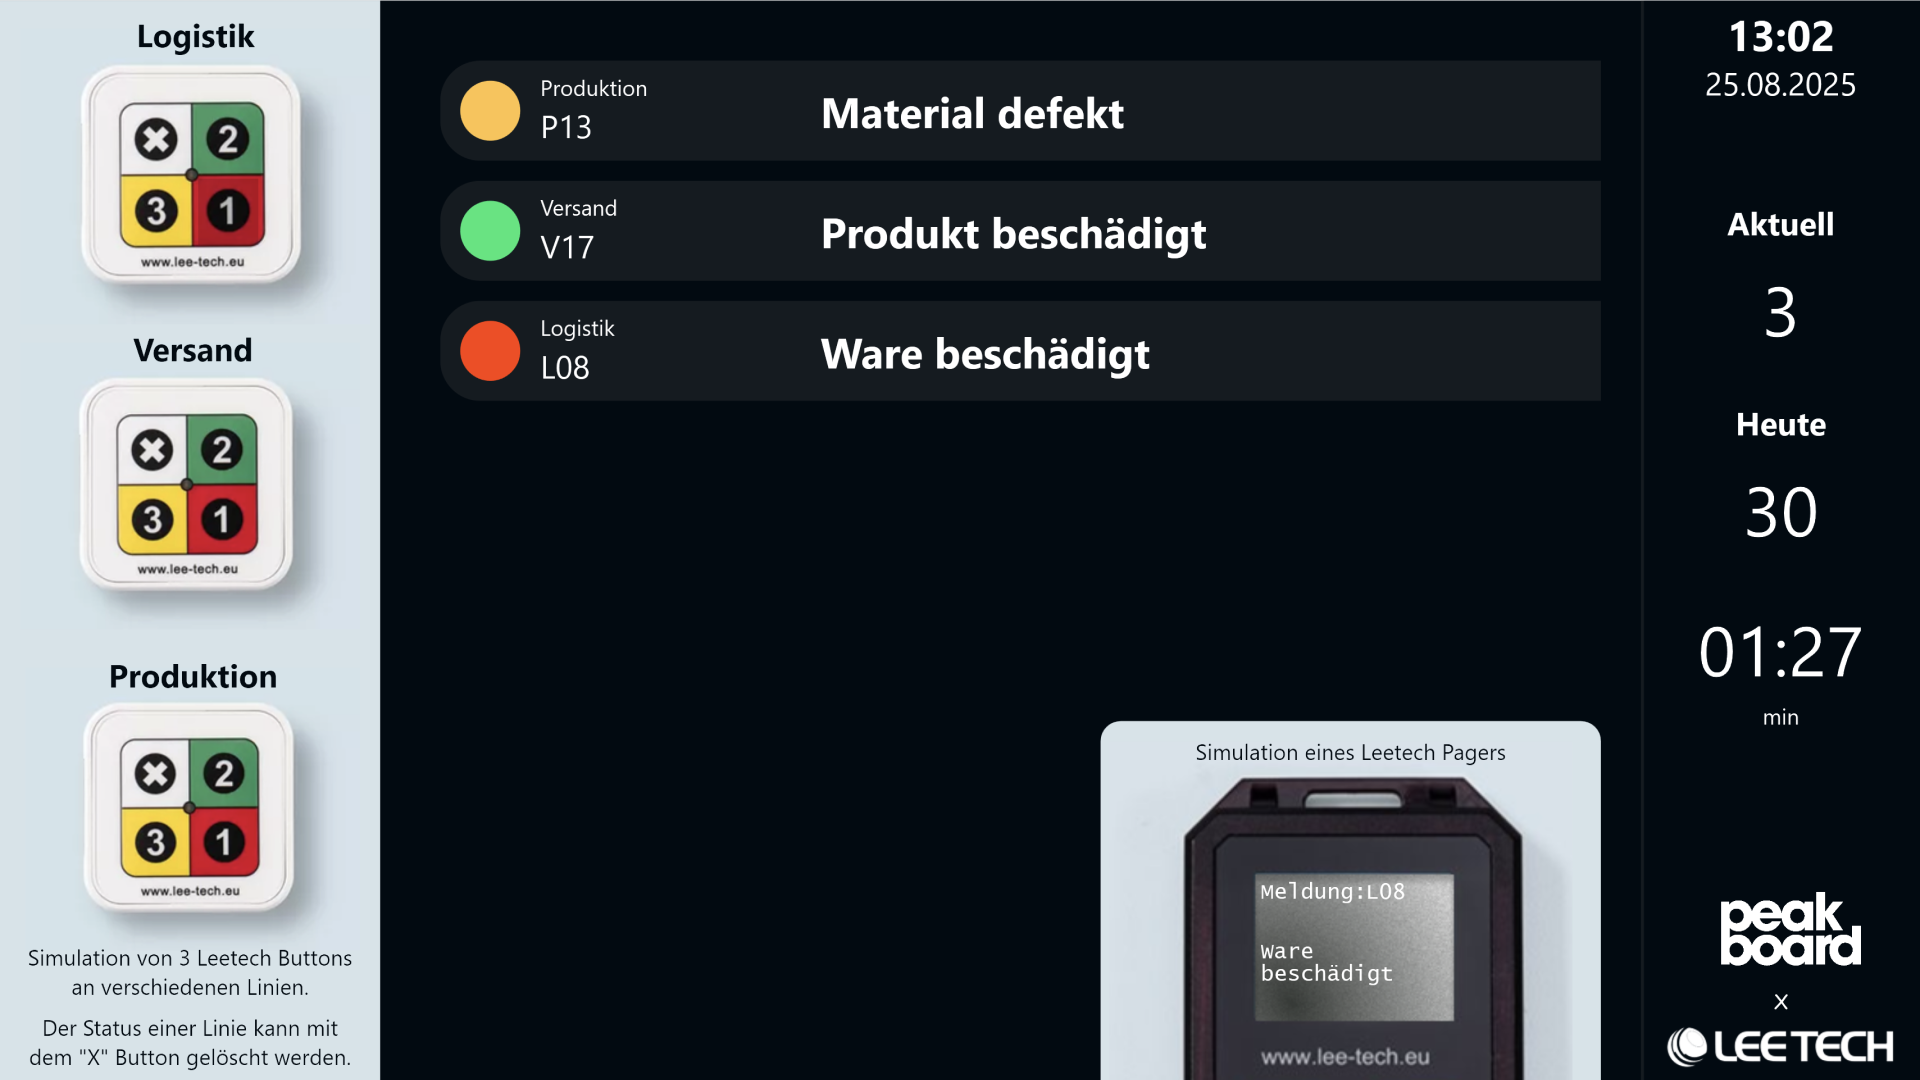 Logistik
2
3
1
www.lee-tech.eu
Versand
2
3
1
www.lee-tech.eu
Produktion
2
3
1
www.lee-tech.eu
Simulation von 3 Leetech Buttons
an verschiedenen Linien.
Der Status einer Linie kann mit
dem "X" Button gelöscht werden.
Produktion
P13
Material defekt
Versand
V17
Produkt beschädigt
Logistik
L08
Ware beschädigt
Simulation eines Leetech Pagers
Meldung:L08
Ware
beschädigt
www.lee-tech.eu
13:02
25.08.2025
Aktuell
3
Heute
30
01:27
min
peak
board
x
LEETECH